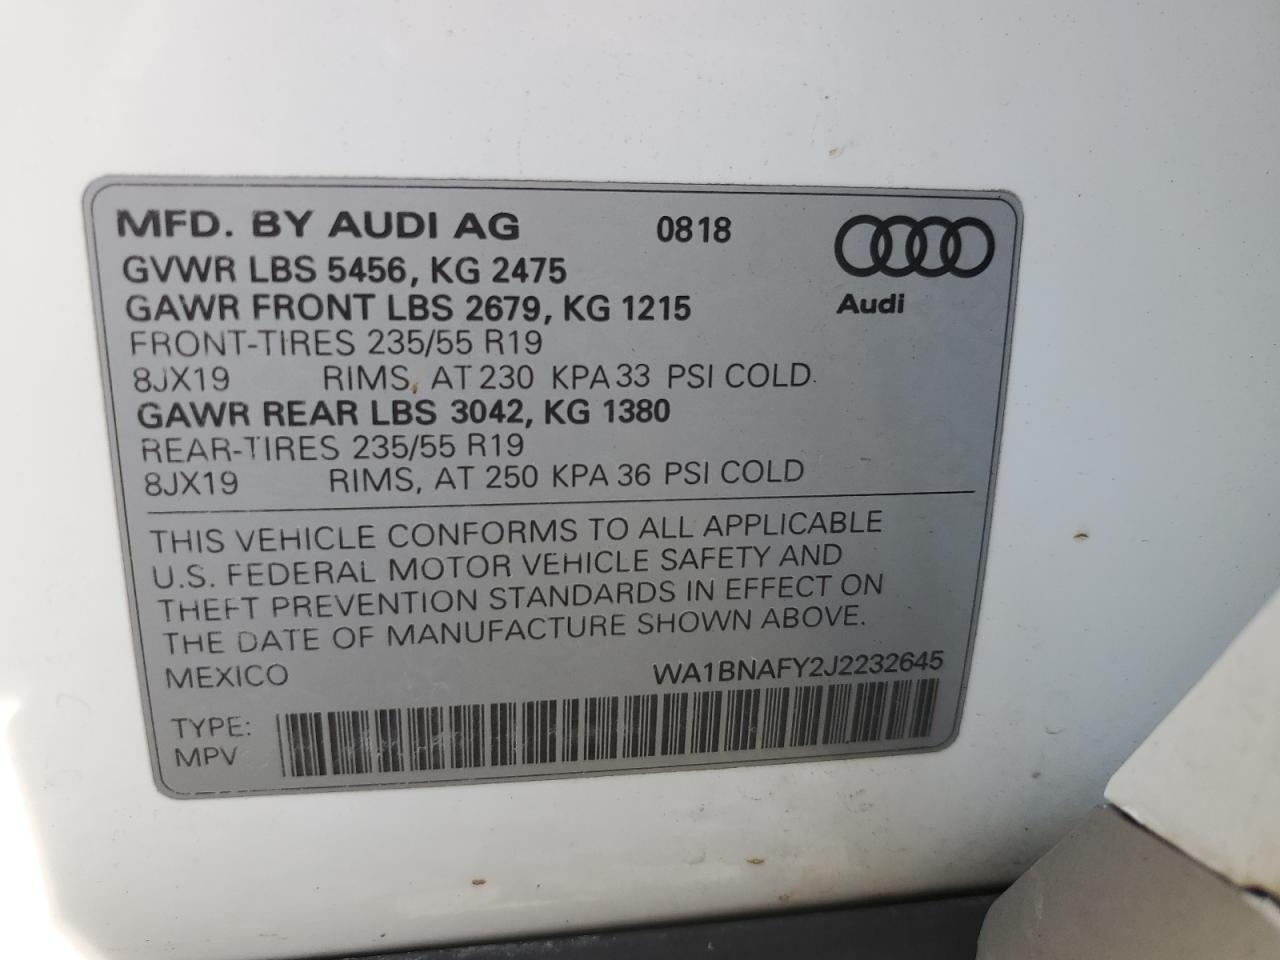 MFD. BY AUDI AG 0818
GVWR LBS 5456, KG 2475
GAWR FRONT LBS 2679, KG 1215
Audi
FRONT-TIRES 235/55 R19
8JX19 RIMS, AT 230 KPA 33 PSI COLD
GAWR REAR LBS 3042, KG 1380
REAR-TIRES 235/55 R19
8JX19 RIMS, AT 250 KPA 36 PSI COLD
THIS VEHICLE CONFORMS TO ALL APPLICABLE
U.S. FEDERAL MOTOR VEHICLE SAFETY AND
THEFT PREVENTION STANDARDS IN EFFECT ON
THE DATE OF MANUFACTURE SHOWN ABOVE.
MEXICO WA1BNAFY2J2232645
TYPE:
MPV